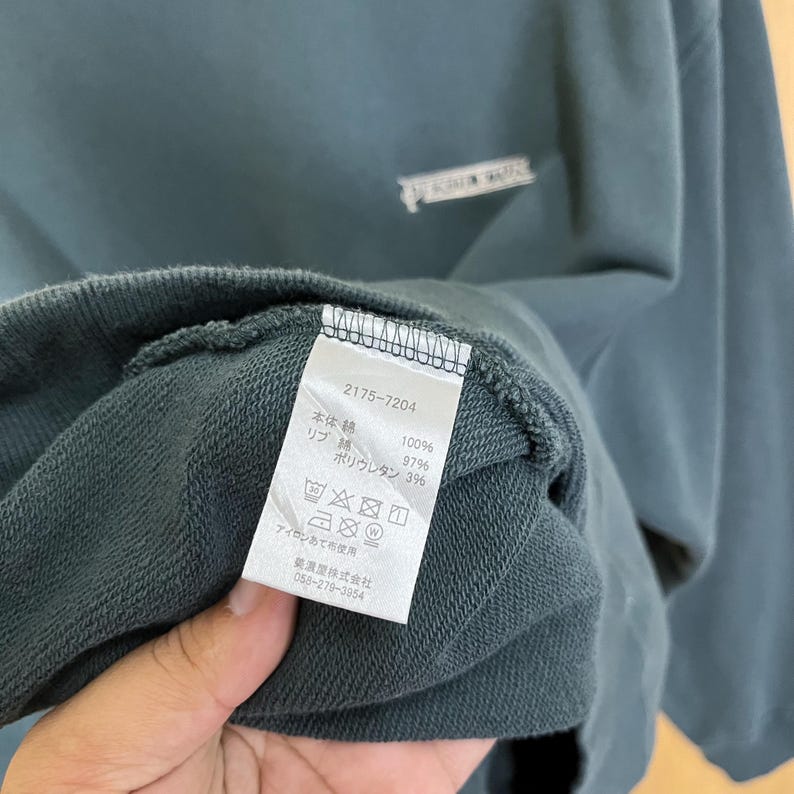 2175-7204
本体 綿 100%
リブ 綿 97%
ポリウレタン 3%
30
W
アイロンあて布使用
美濃屋株式会社
058-279-3954